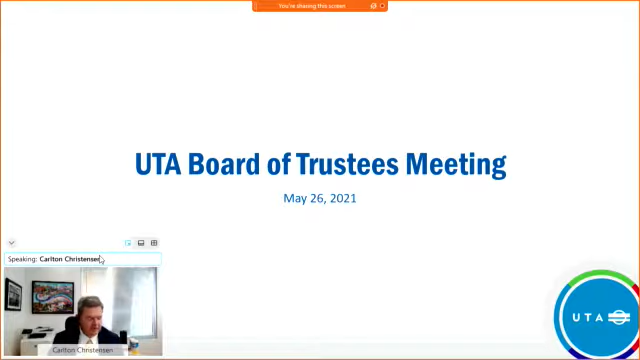 You're sharing this screen
UTA Board of Trustees Meeting
May 26, 2021
Speaking: Carlton Christensen
Carlton Christensen
UTA